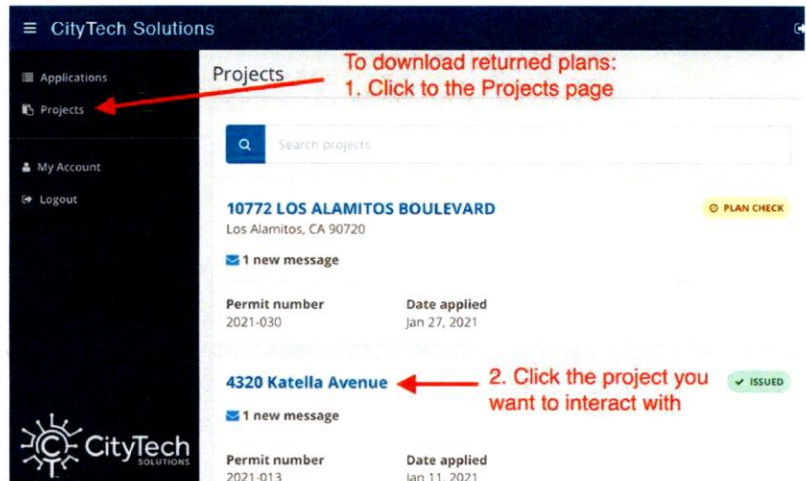 CityTech Solutions
Applications
Projects
My Account
Logout
CityTech
SOLUTIONS
Projects
To download returned plans:
1. Click to the Projects page
Search projects
10772 LOS ALAMITOS BOULEVARD
PLAN CHECK
Los Alamitos, CA 90720
1 new message
Permit number Date applied
2021-030 Jan 27, 2021
4320 Katella Avenue
2. Click the project you
want to interact with
ISSUED
1 new message
Permit number Date applied
2021-013 Jan 11, 2021